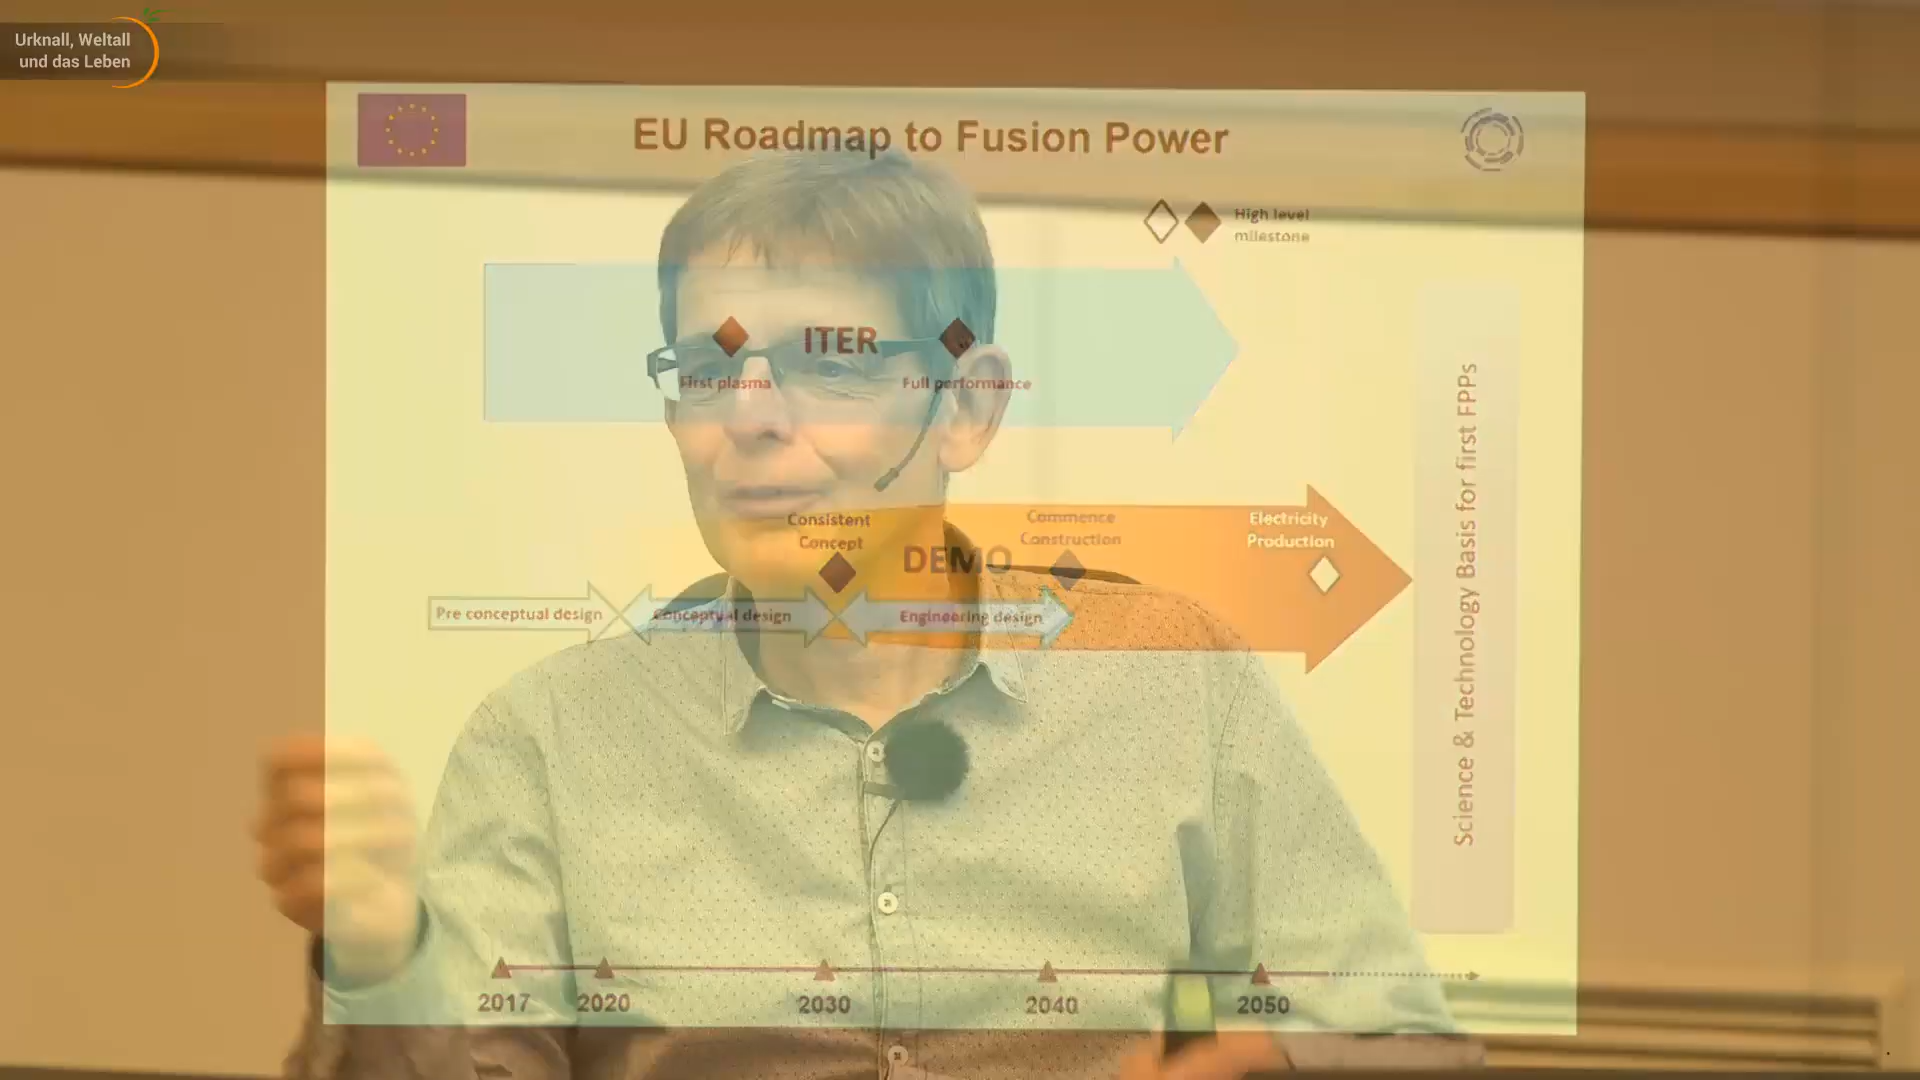 Urknall, Weltall
und das Leben
EU Roadmap to Fusion Power
High level
milestone
ITER
First plasma
Full performance
Consistent
Concept
DEMO
Commence
Construction
Electricity
Production
Pre conceptual design
Conceptual design
Engineering design
Science & Technology Basis for first FPPs
2017
2020
2030
2040
2050